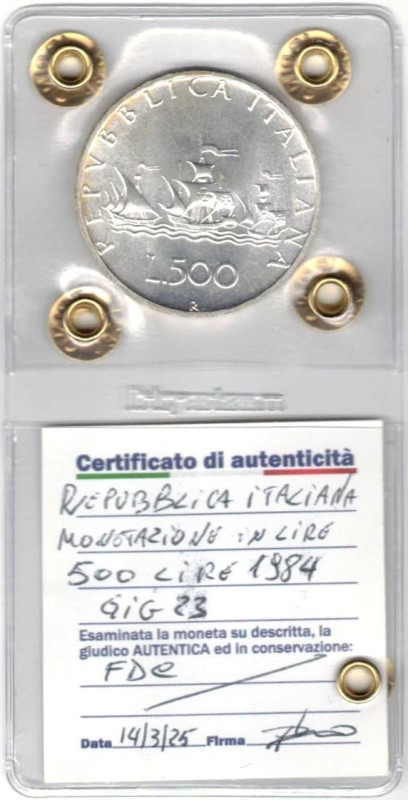 REPVBBLICA ITALIANA
L.500
R
Certificato di autenticità
REPUBBLICA ITALIANA
MONETAZIONE IN LIRE
500 LIRE 1984
GIG 23
Esaminata la moneta su descritta, la
giudico AUTENTICA ed in conservazione:
FDC
Data 14/3/25 Firma